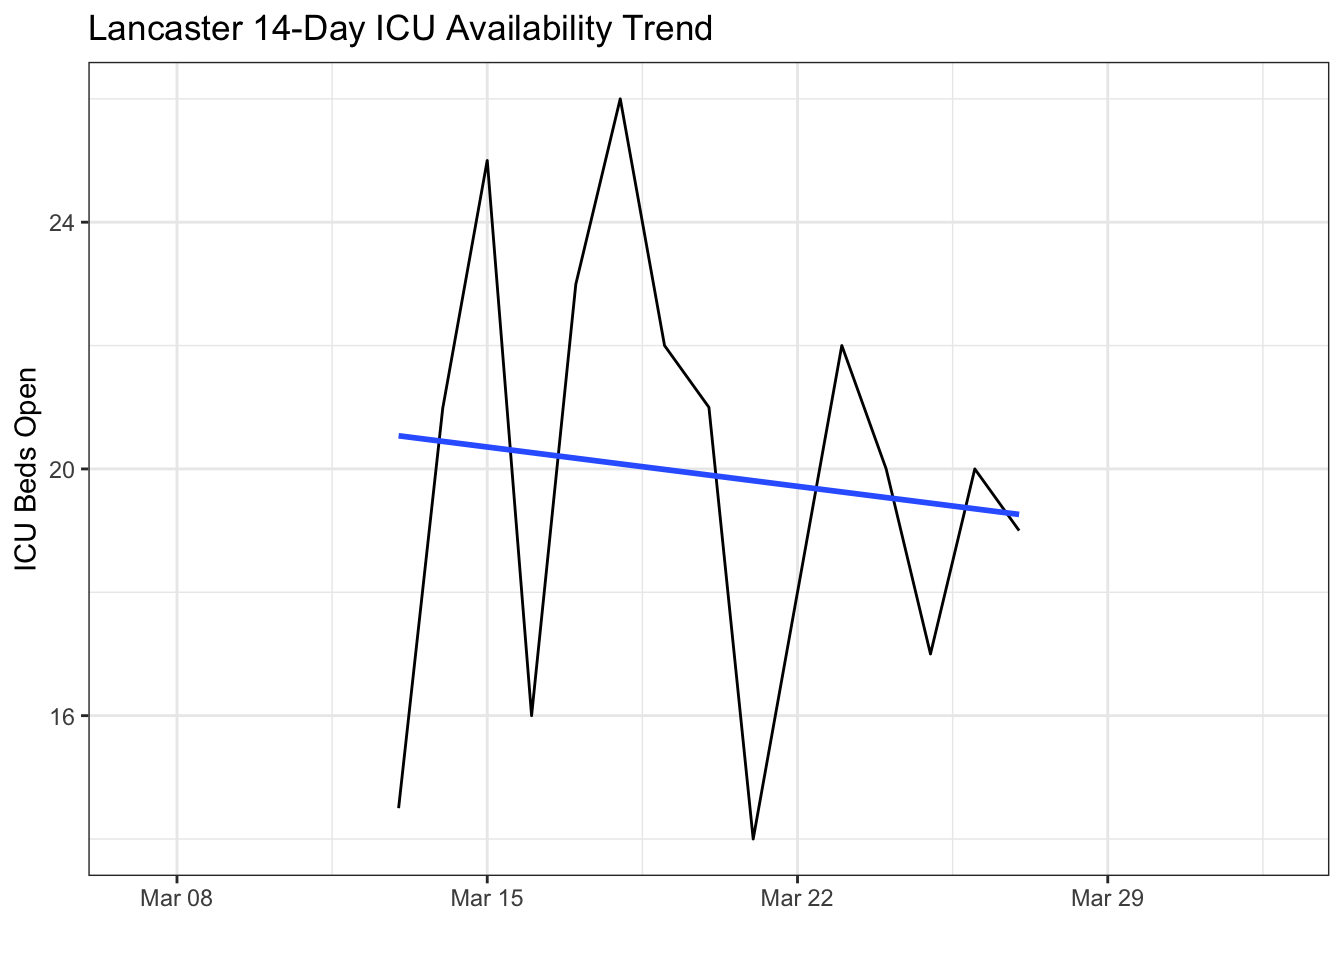 Lancaster 14-Day ICU Availability Trend
ICU Beds Open
24
20
16
Mar 08
Mar 15
Mar 22
Mar 29